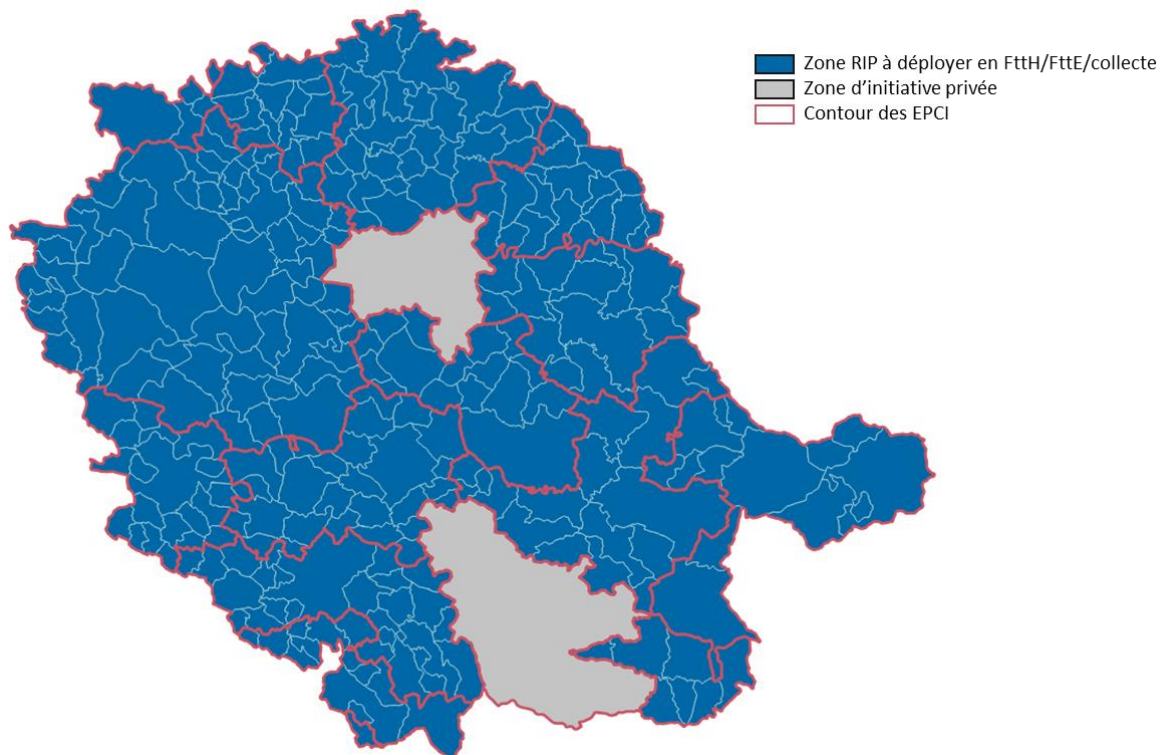 Zone RIP à déployer en FttH/FttE/collecte
Zone d'initiative privée
Contour des EPCI